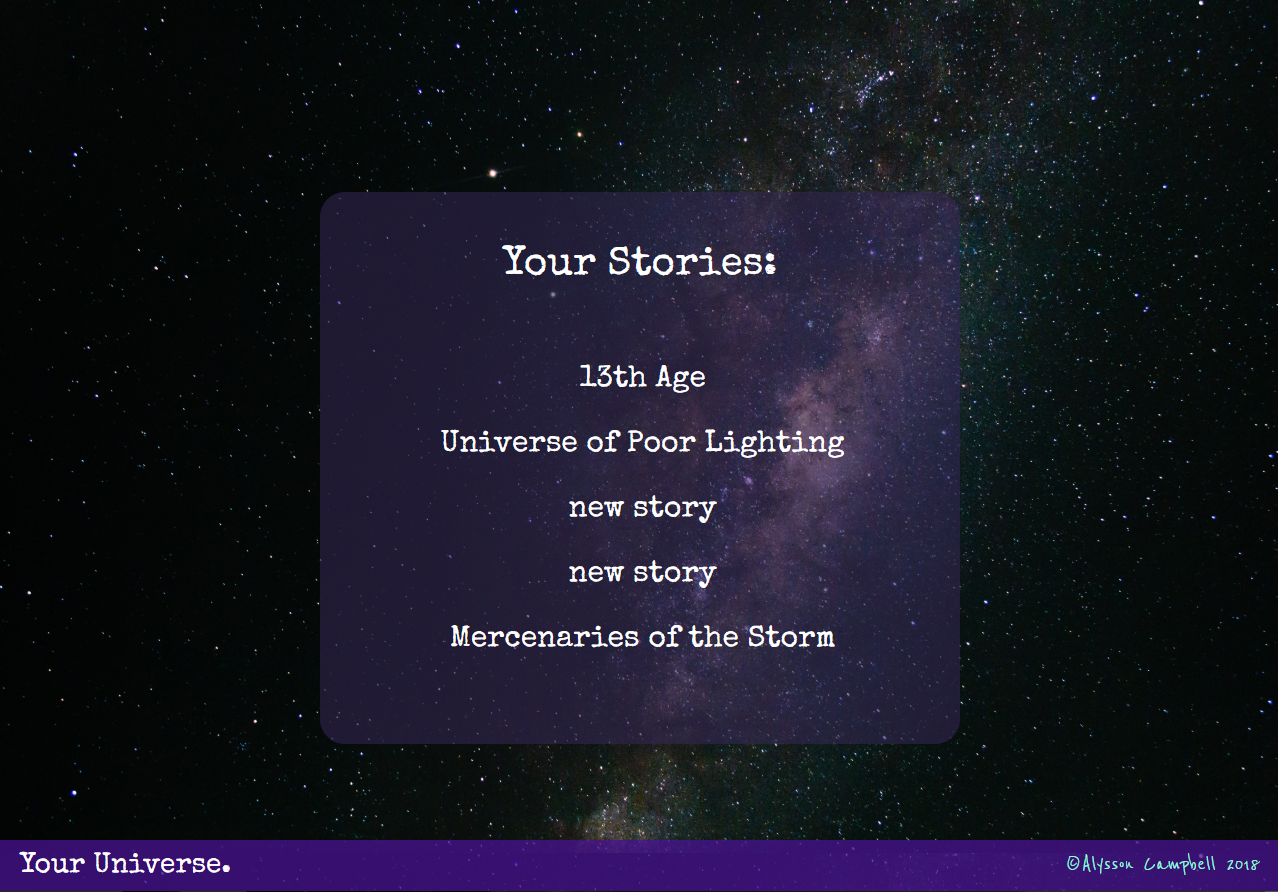 Your Stories:
13th Age
Universe of Poor Lighting
new story
new story
Mercenaries of the Storm
Your Universe.
©Alysson Campbell 2018